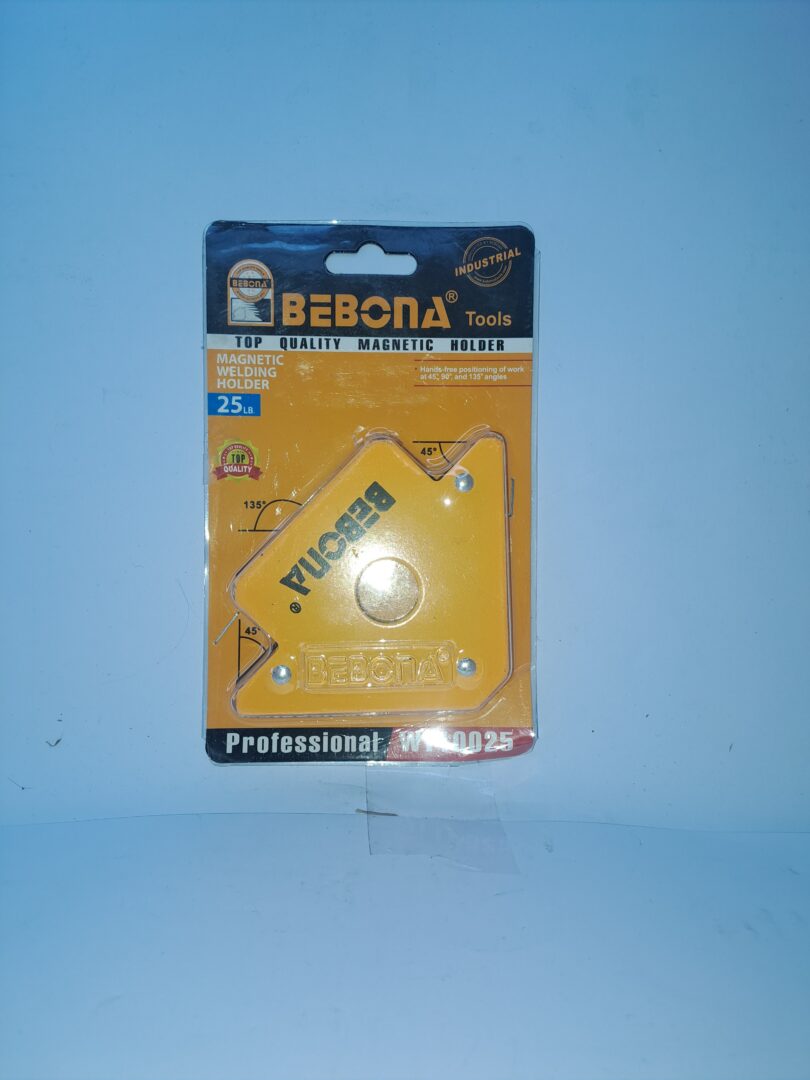 BEBONA
INDUSTRIAL
BEBONA®
Tools
TOP QUALITY MAGNETIC HOLDER
MAGNETIC
WELDING
HOLDER
25LB.
Hands-free positioning of work
at 45°, 90°, and 135° angles
TOP
QUALITY
45°
135°
BEBONA®
45°
BEBONA®
Professional